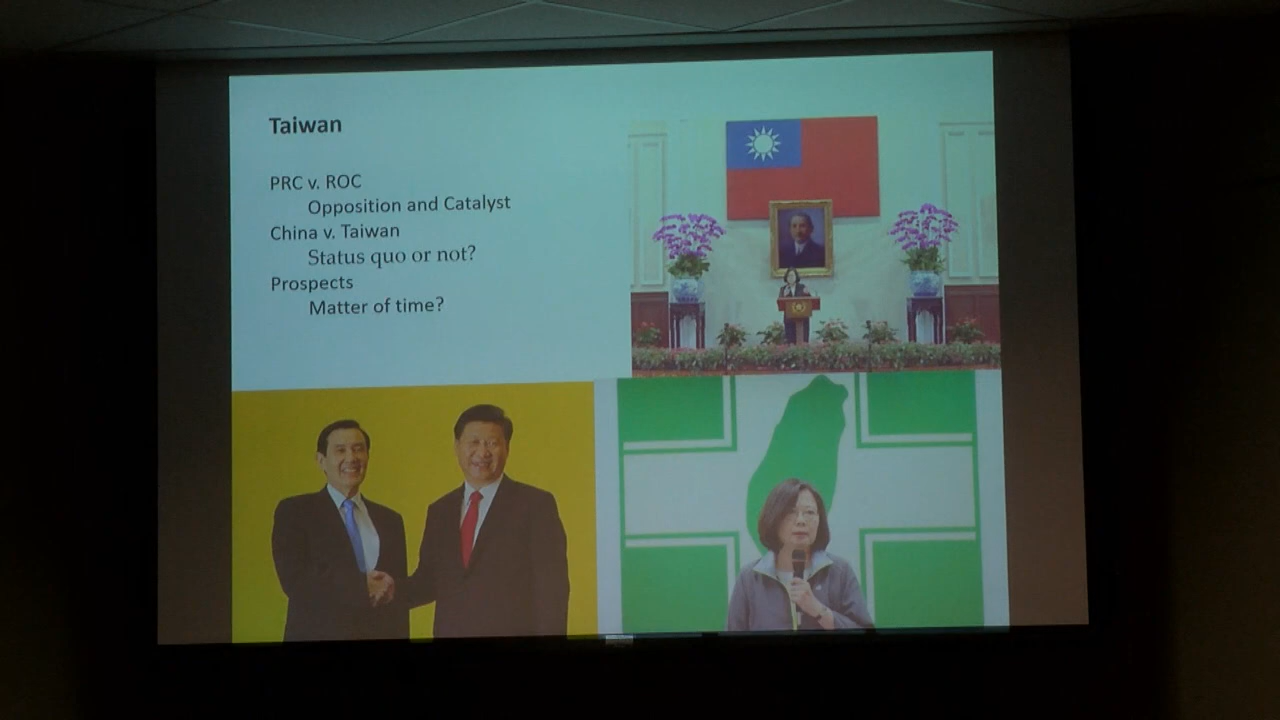 Taiwan
PRC v. ROC
Opposition and Catalyst
China v. Taiwan
Status quo or not?
Prospects
Matter of time?